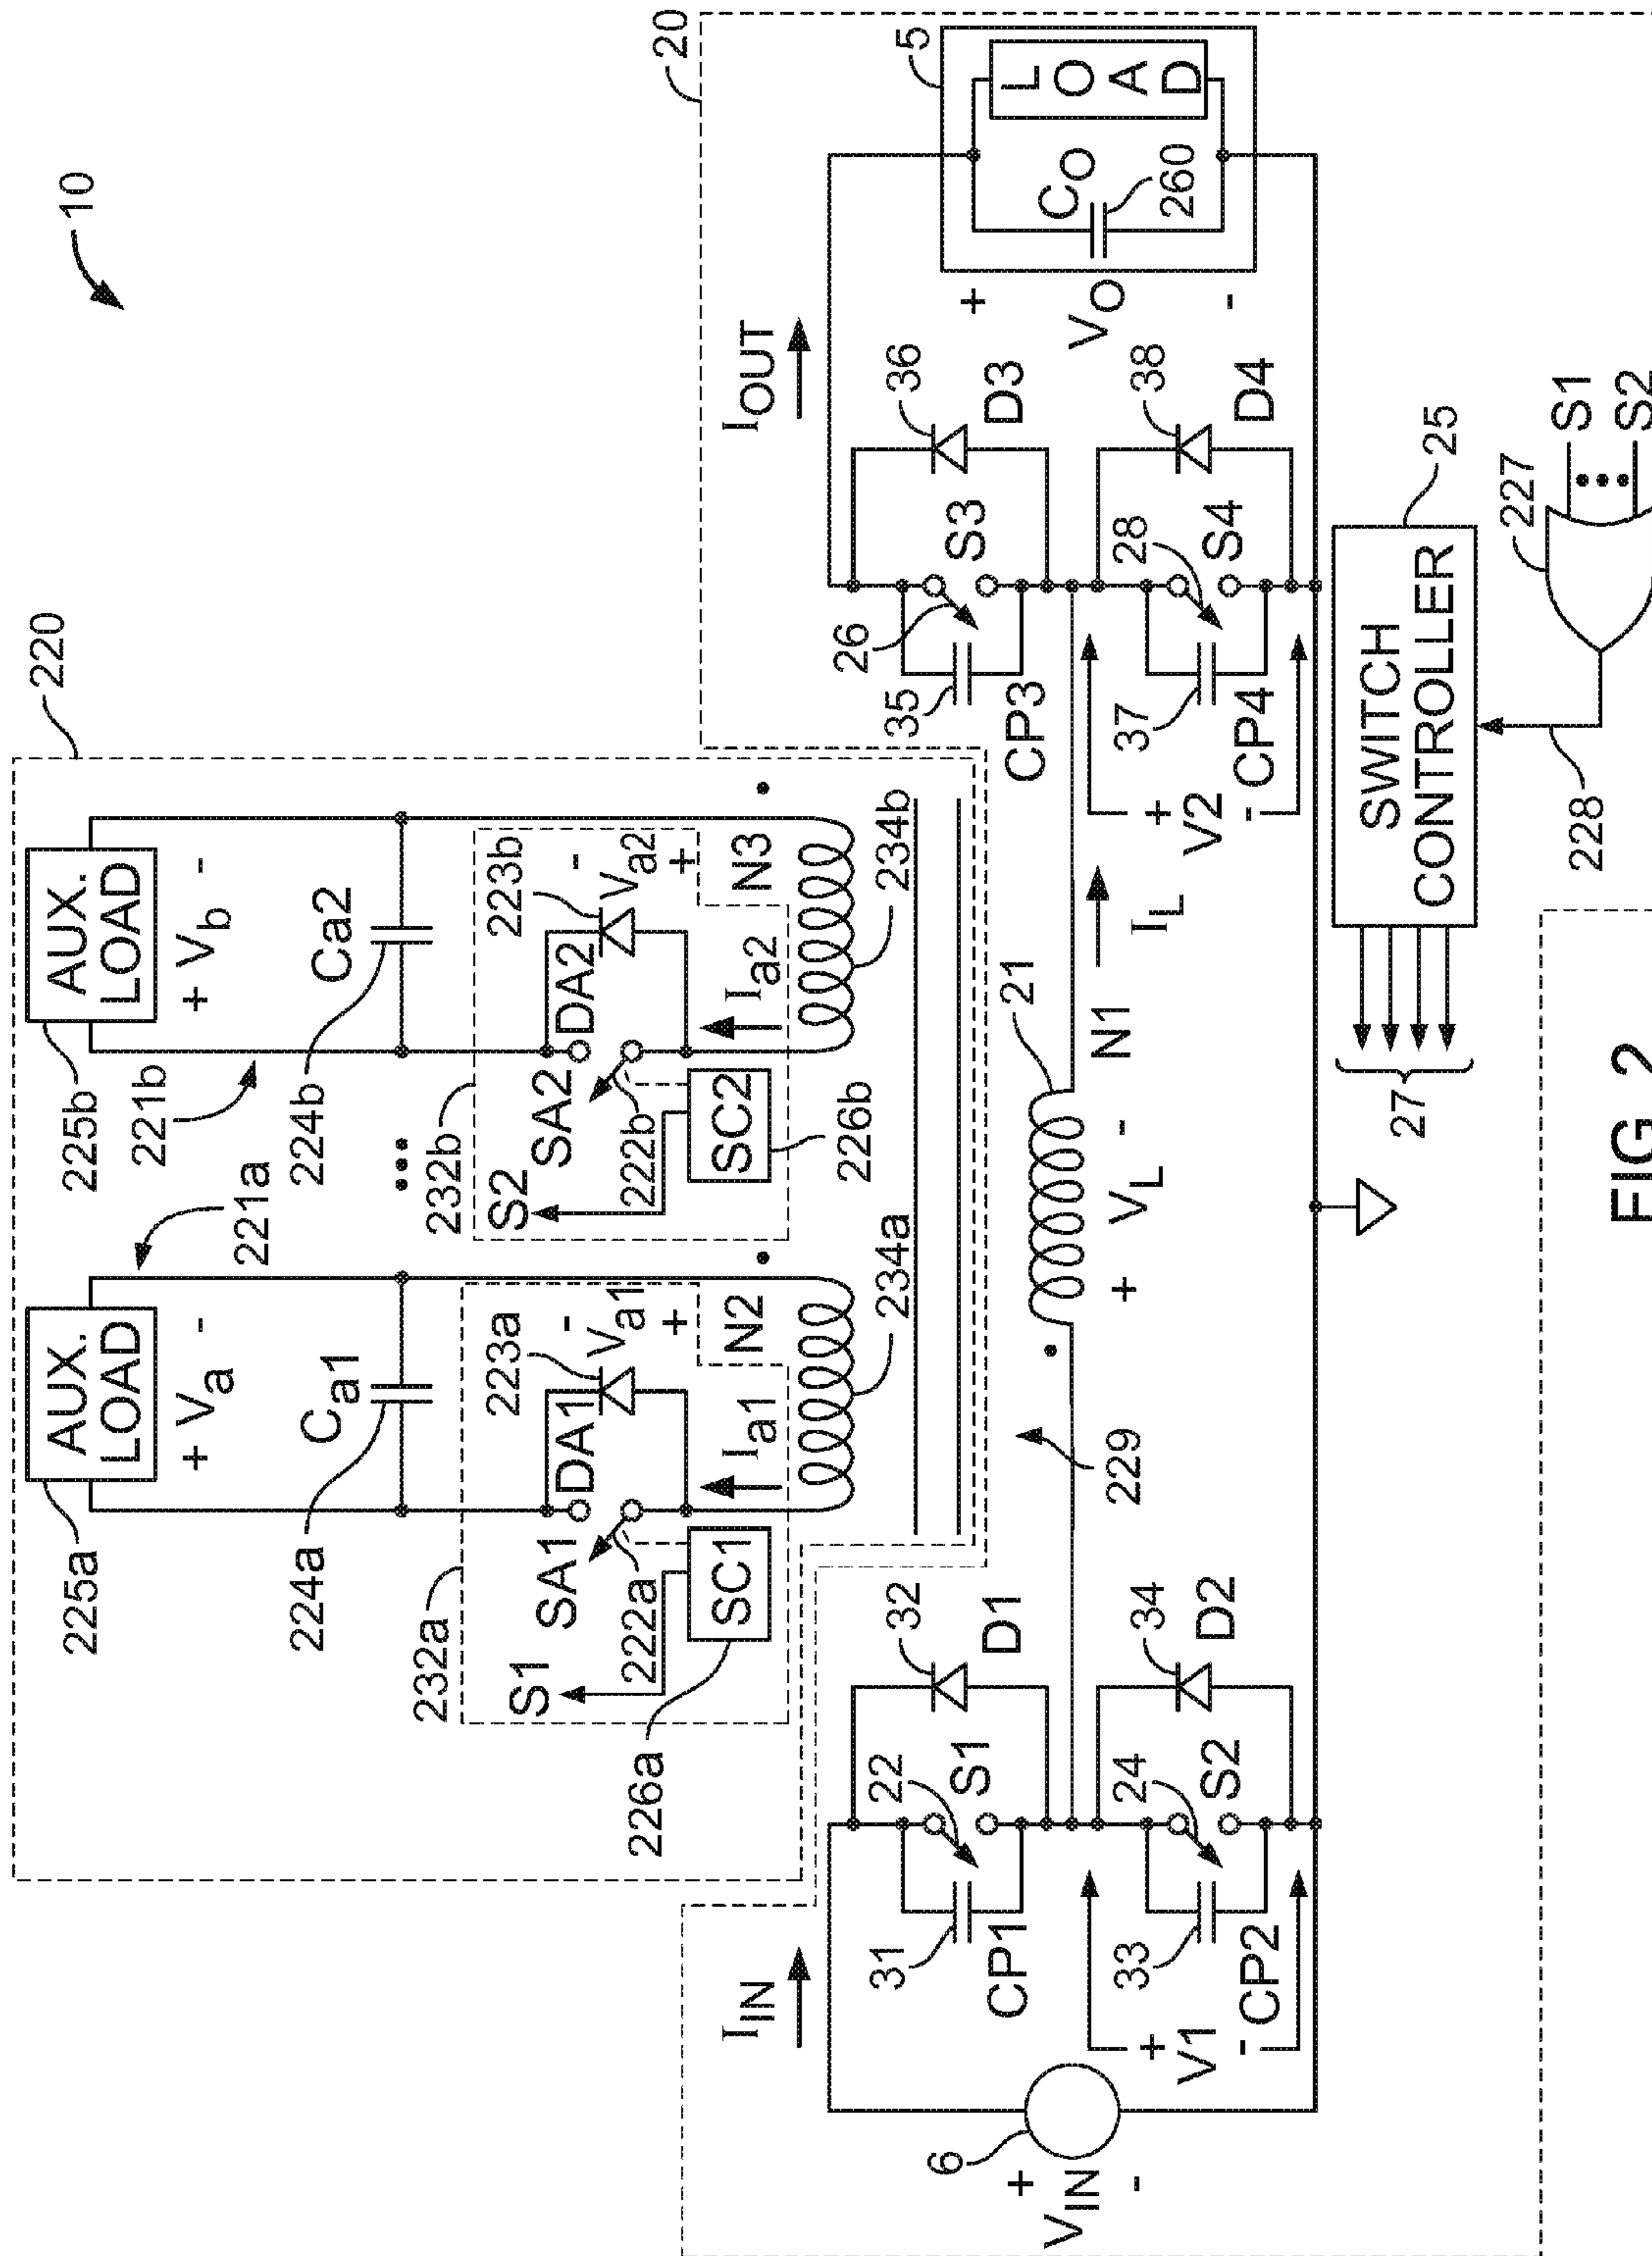 10
220
225a
AUX.
LOAD
+ Va -
221a
Ca1
224a
225b
AUX.
LOAD
+ Vb -
221b
Ca2
224b
232a
S1
SA1
DA1
223a
-
Va1
+
222a
SC1
226a
Ia1
N2
234a
232b
S2
SA2
DA2
223b
-
Va2
+
222b
SC2
226b
Ia2
N3
234b
20
IIN
IOUT
6
+
VIN
-
31
CP1
22
S1
32
D1
33
CP2
24
S2
34
D2
+
V1
-
229
21
+ VL -
N1
IL
35
CP3
26
S3
36
D3
37
CP4
28
S4
38
D4
+
V2
-
5
+
VO
-
CO
260
LOAD
27
SWITCH
CONTROLLER
25
228
227
S1
S2
FIG. 2